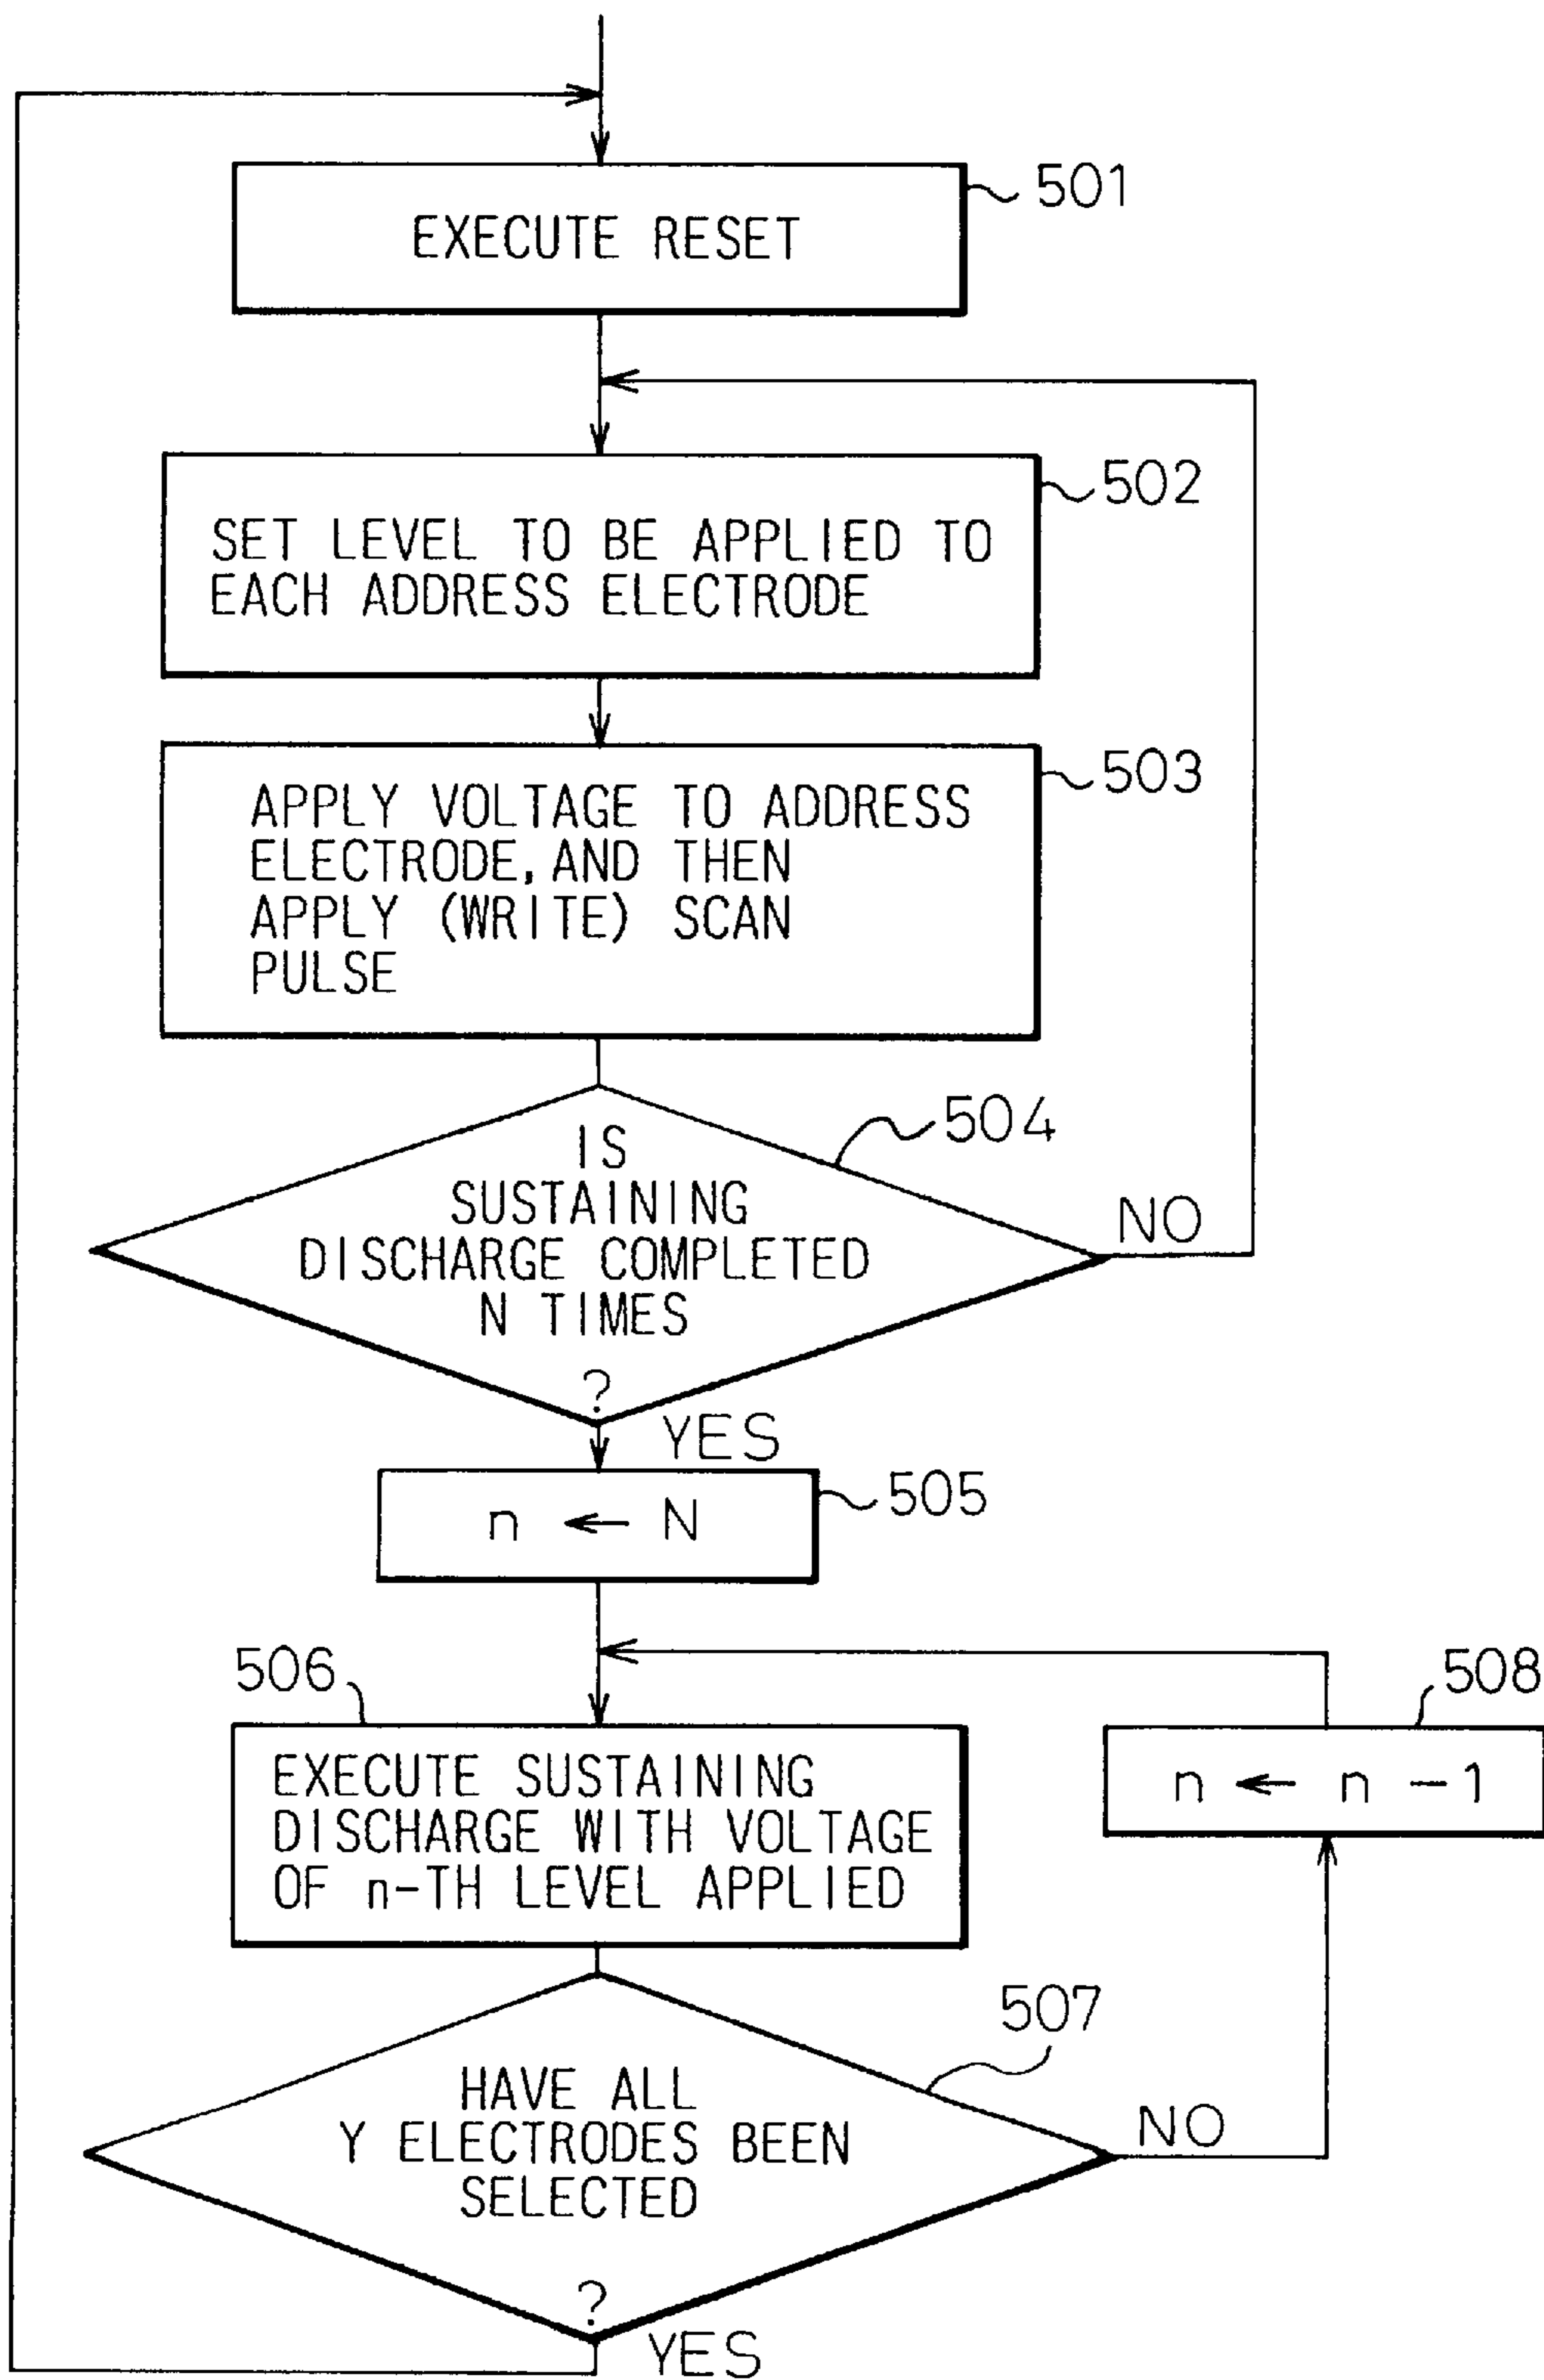 501
EXECUTE RESET
502
SET LEVEL TO BE APPLIED TO
EACH ADDRESS ELECTRODE
503
APPLY VOLTAGE TO ADDRESS
ELECTRODE, AND THEN
APPLY (WRITE) SCAN
PULSE
504
IS
SUSTAINING
DISCHARGE COMPLETED
N TIMES
?
NO
YES
505
n ← N
506
EXECUTE SUSTAINING
DISCHARGE WITH VOLTAGE
OF n-TH LEVEL APPLIED
508
n ← n -1
507
HAVE ALL
Y ELECTRODES BEEN
SELECTED
?
NO
YES